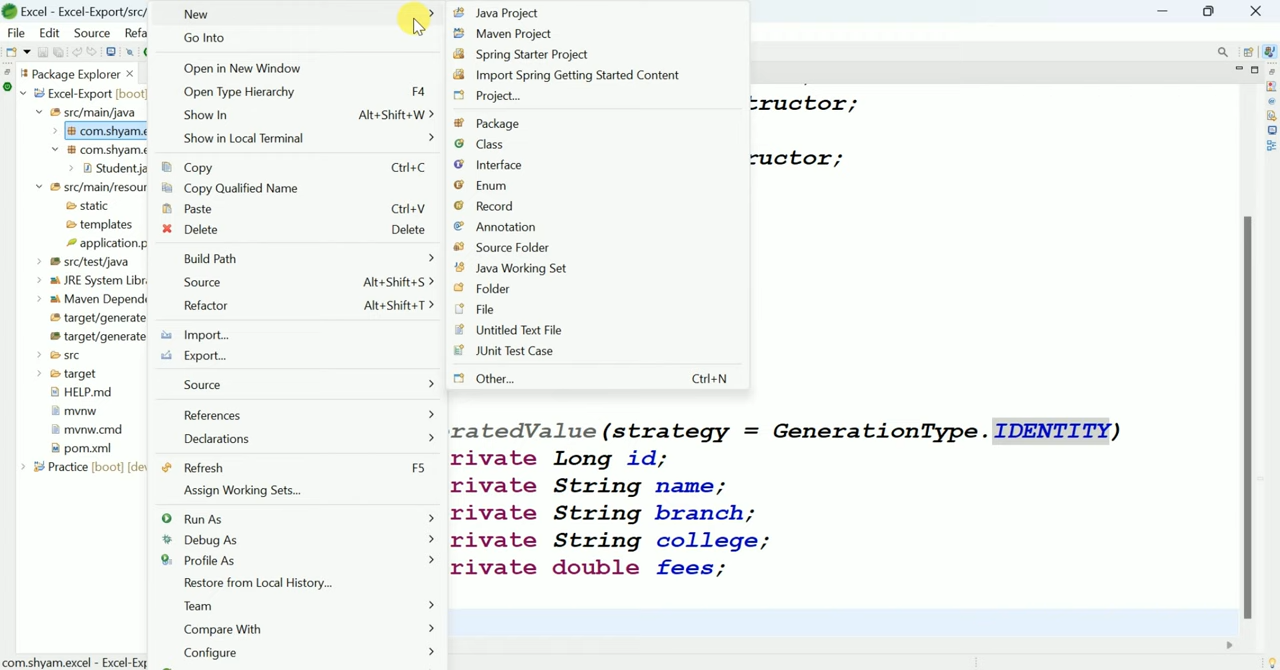 Excel - Excel-Export/src/
File Edit Source Refa
Package Explorer
Excel-Export [boot]
src/main/java
com.shyam.e
com.shyam.e
Student.ja
src/main/resour
static
templates
application.p
src/test/java
JRE System Libr
Maven Depende
target/generate
target/generate
src
target
HELP.md
mvnw
mvnw.cmd
pom.xml
Practice [boot] [dev
com.shyam.excel - Excel-Exp
New
Go Into
Open in New Window
Open Type Hierarchy F4
Show In Alt+Shift+W
Show in Local Terminal
Copy Ctrl+C
Copy Qualified Name
Paste Ctrl+V
Delete Delete
Build Path
Source Alt+Shift+S
Refactor Alt+Shift+T
Import...
Export...
Source
References
Declarations
Refresh F5
Assign Working Sets...
Run As
Debug As
Profile As
Restore from Local History...
Team
Compare With
Configure
Java Project
Maven Project
Spring Starter Project
Import Spring Getting Started Content
Project...
Package
Class
Interface
Enum
Record
Annotation
Source Folder
Java Working Set
Folder
File
Untitled Text File
JUnit Test Case
Other... Ctrl+N
tructor;
ructor;
ratedValue(strategy = GenerationType.IDENTITY)
rivate Long id;
rivate String name;
rivate String branch;
rivate String college;
rivate double fees;